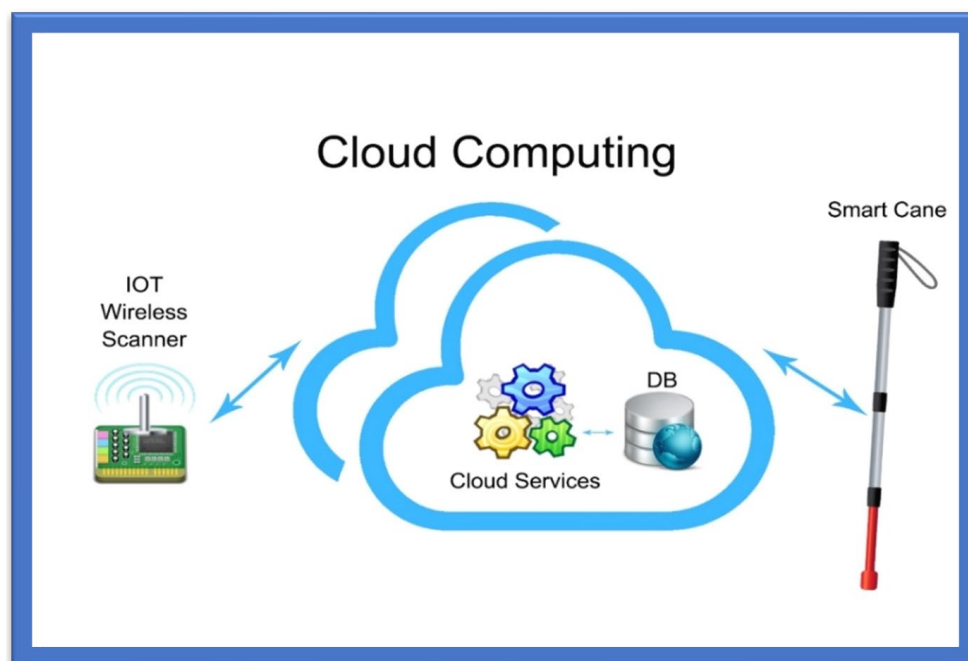 Cloud Computing
Smart Cane
IOT
Wireless
Scanner
DB
Cloud Services